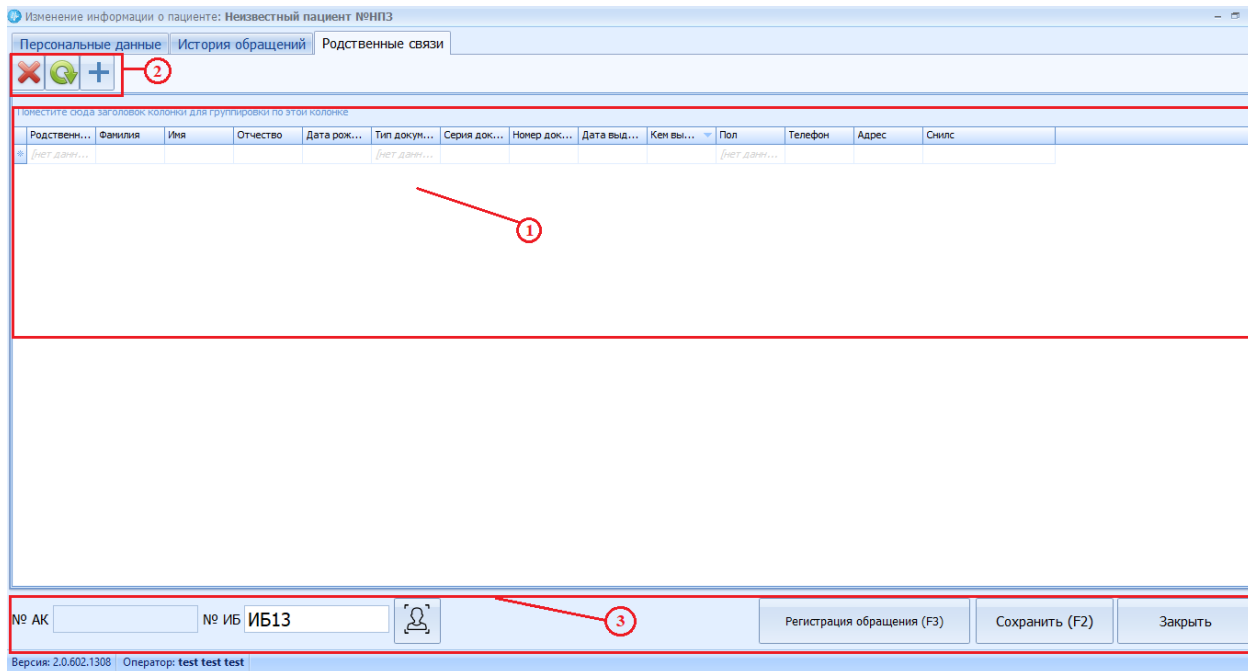 Изменение информации о пациенте: Неизвестный пациент №НП3
Персональные данные История обращений Родственные связи
2
Поместите сюда заголовок колонки для группировки по этой колонке
Родственн... Фамилия Имя Отчество Дата рож... Тип докум... Серия док... Номер док... Дата выд... Кем вы... Пол Телефон Адрес Снилс
[нет данн... [нет данн... [нет данн...
1
№ АК № ИБ ИБ13 3 Регистрация обращения (F3) Сохранить (F2) Закрыть
Версия: 2.0.602.1308 Оператор: test test test